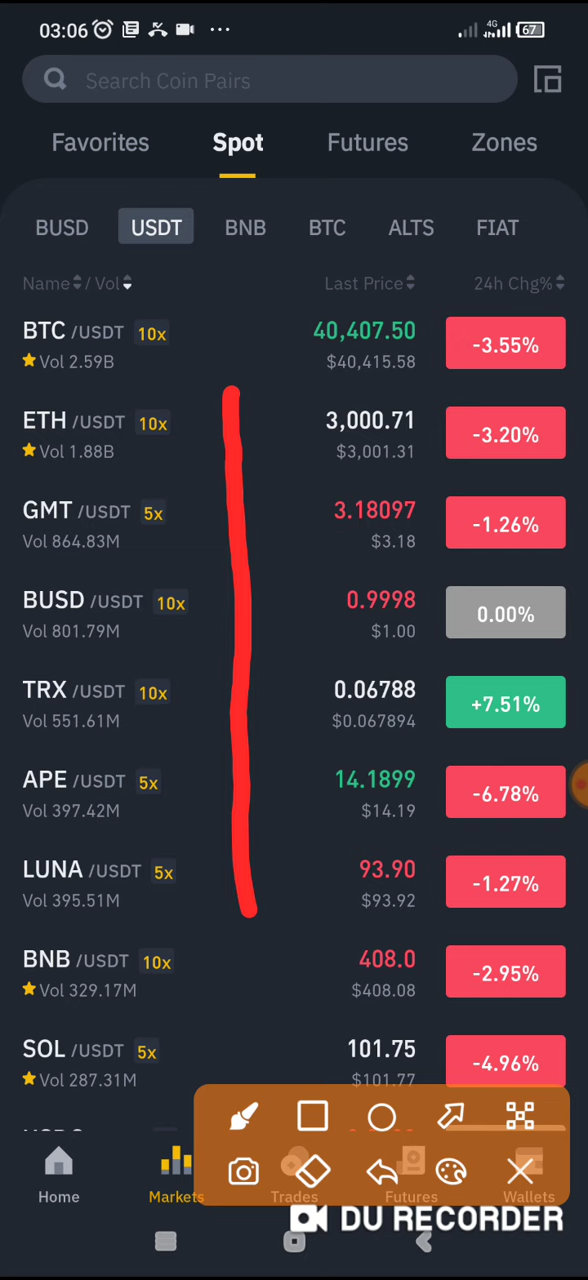 03:06 ... 4G 67
Search Coin Pairs
Favorites Spot Futures Zones
BUSD USDT BNB BTC ALTS FIAT
Name / Vol Last Price 24h Chg%
BTC /USDT 10x 40,407.50 -3.55%
Vol 2.59B $40,415.58
ETH /USDT 10x 3,000.71 -3.20%
Vol 1.88B $3,001.31
GMT /USDT 5x 3.18097 -1.26%
Vol 864.83M $3.18
BUSD /USDT 10x 0.9998 0.00%
Vol 801.79M $1.00
TRX /USDT 10x 0.06788 +7.51%
Vol 551.61M $0.067894
APE /USDT 5x 14.1899 -6.78%
Vol 397.42M $14.19
LUNA /USDT 5x 93.90 -1.27%
Vol 395.51M $93.92
BNB /USDT 10x 408.0 -2.95%
Vol 329.17M $408.08
SOL /USDT 5x 101.75 -4.96%
Vol 287.31M $101.77
Home Markets Trades Futures Wallets
DU RECORDER